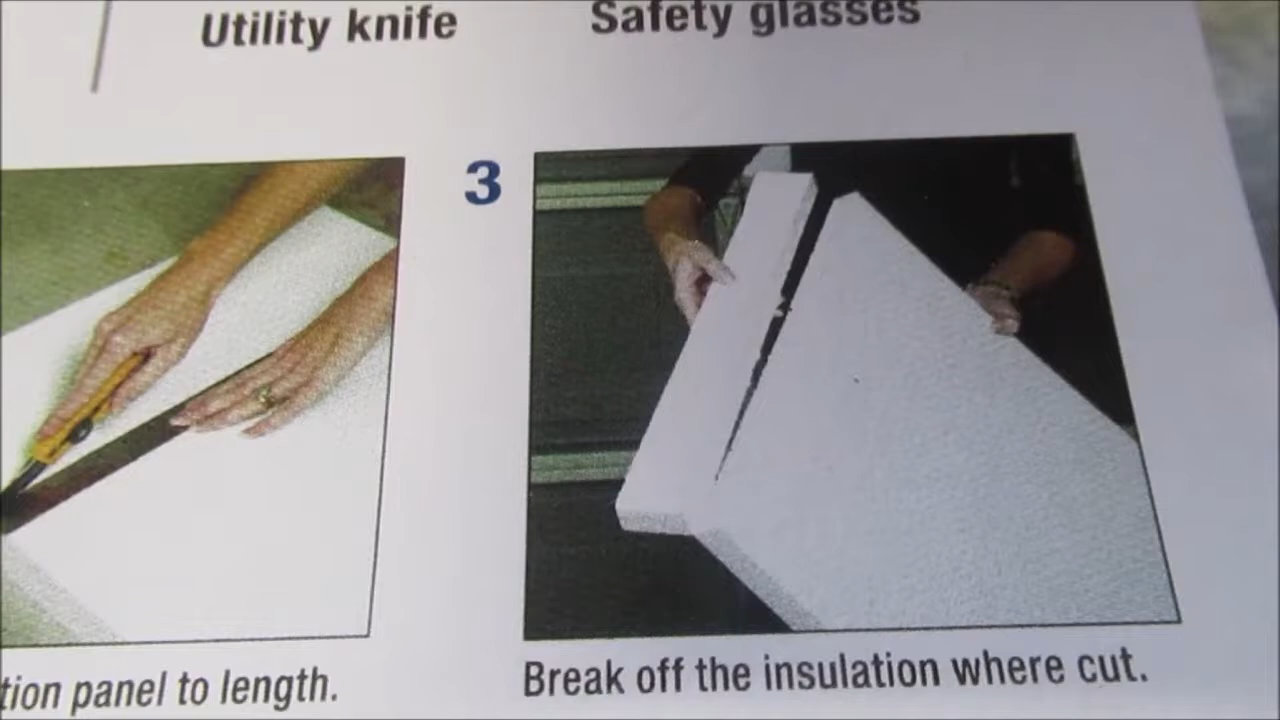 Utility knife
Safety glasses
3
tion panel to length.
Break off the insulation where cut.